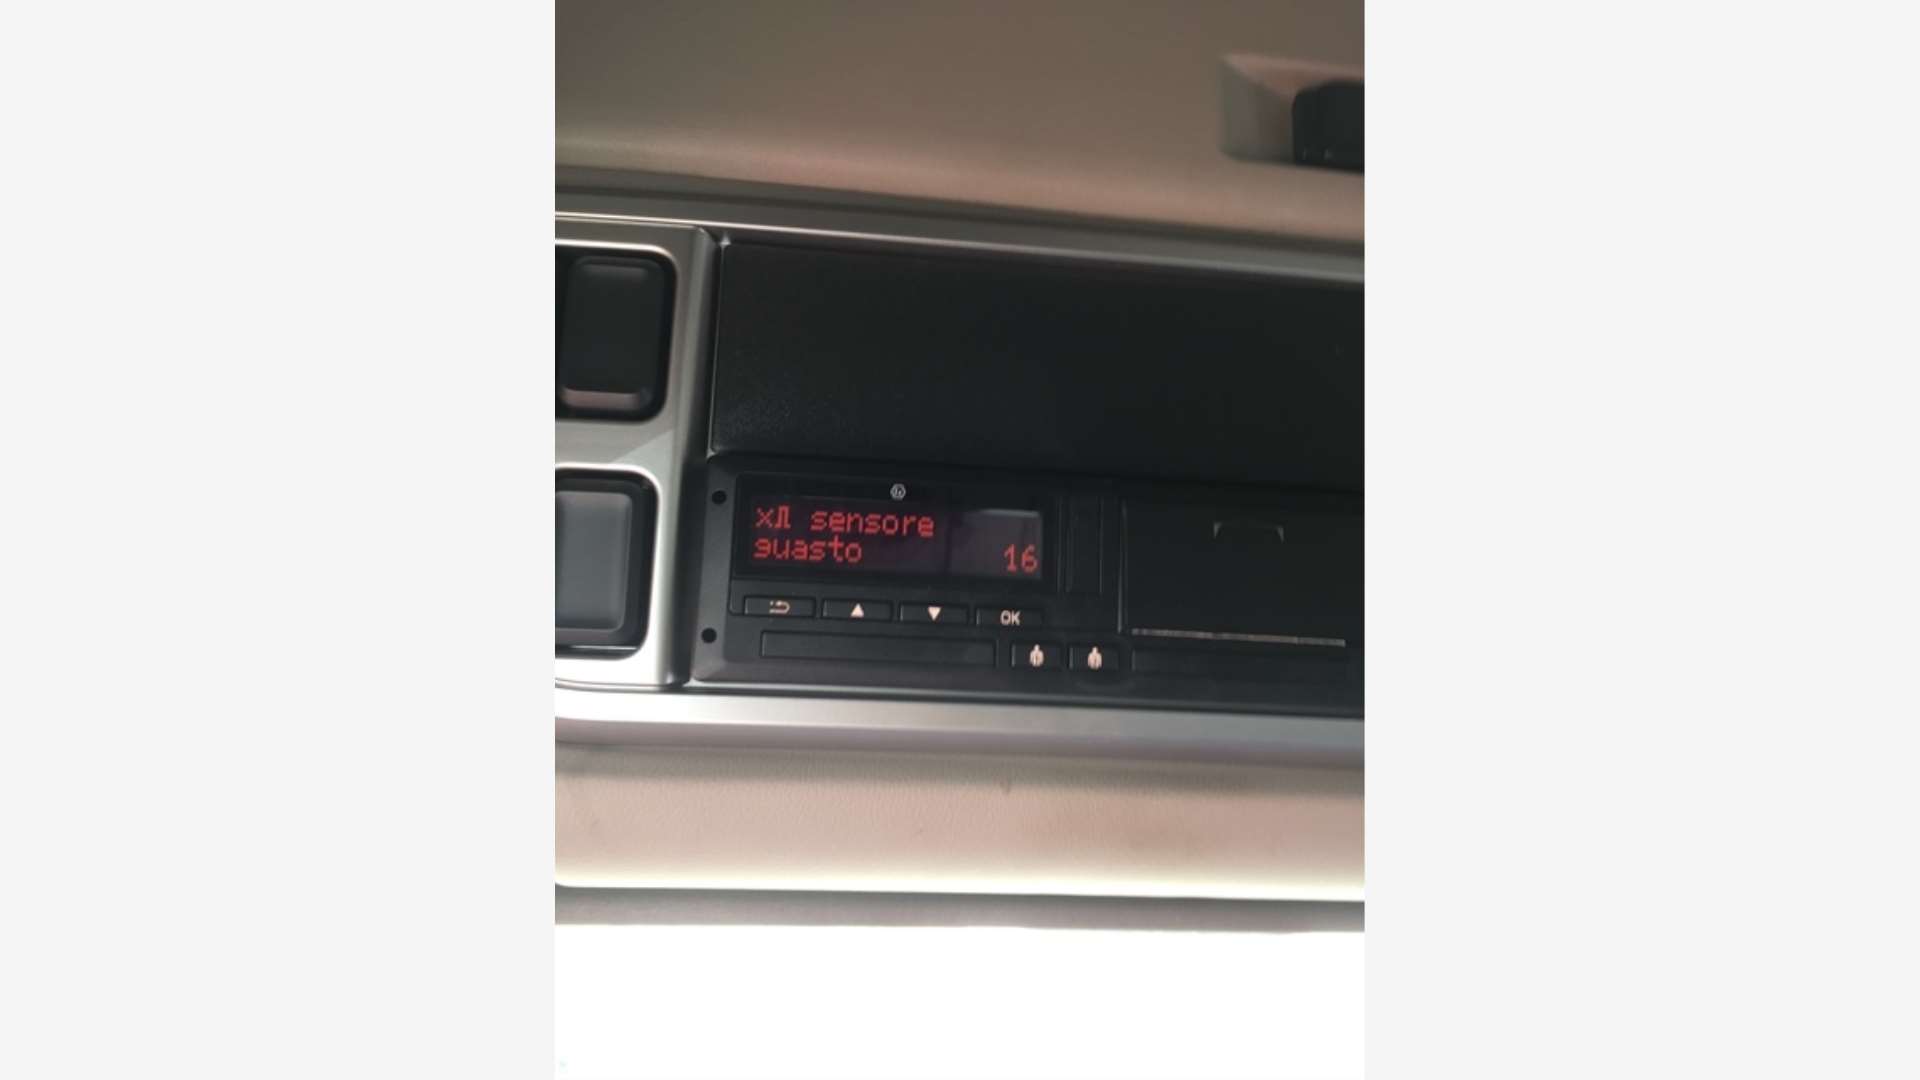 x⎍ sensore
guasto 16
OK